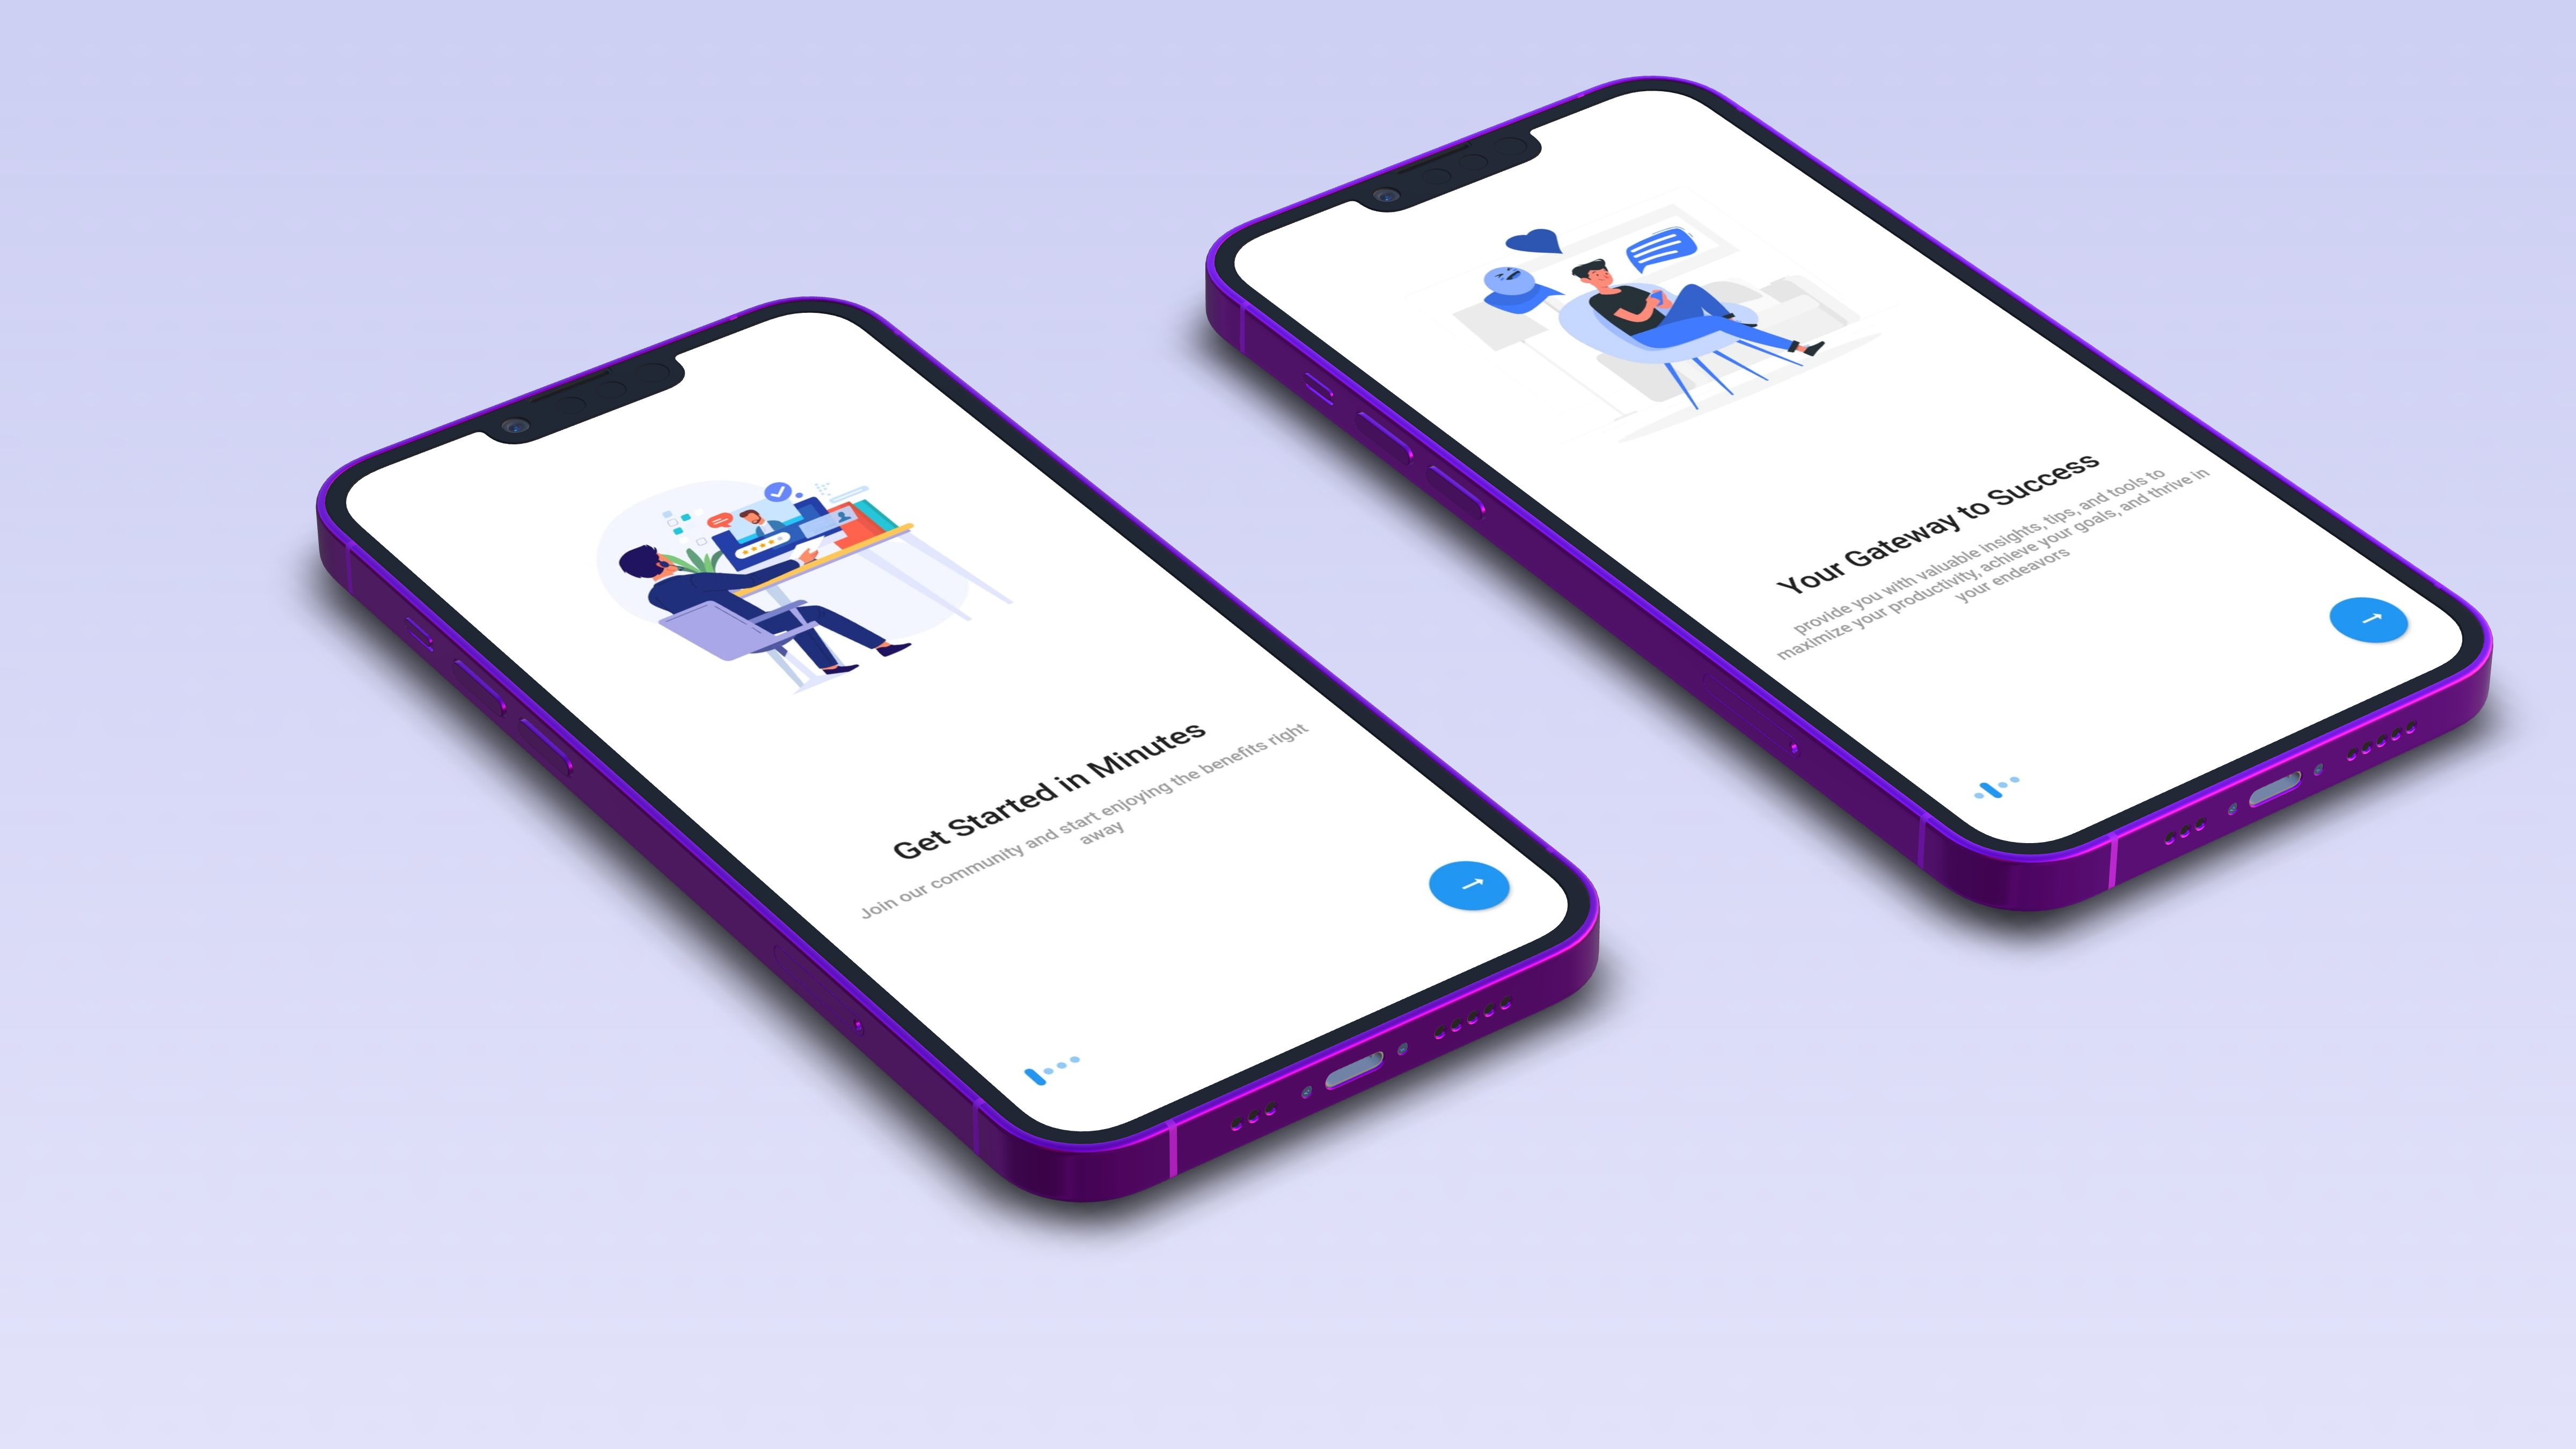 Get Started in Minutes
Join our community and start enjoying the benefits right
away
Your Gateway to Success
provide you with valuable insights, tips, and tools to
maximize your productivity, achieve your goals, and thrive in
your endeavors